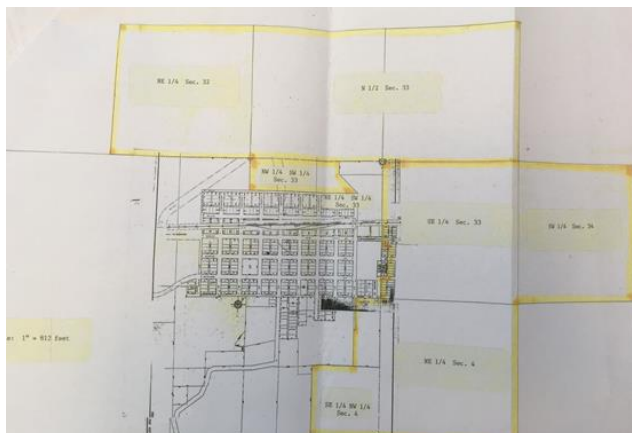 NE 1/4 Sec. 32
N 1/2 Sec. 33
NW 1/4 SW 1/4
Sec. 33
NE 1/4 SW 1/4
Sec. 33
SE 1/4 Sec. 33
SW 1/4 Sec. 34
e: 1" = 812 feet
NE 1/4 Sec. 4
SE 1/4 NW 1/4
Sec. 4